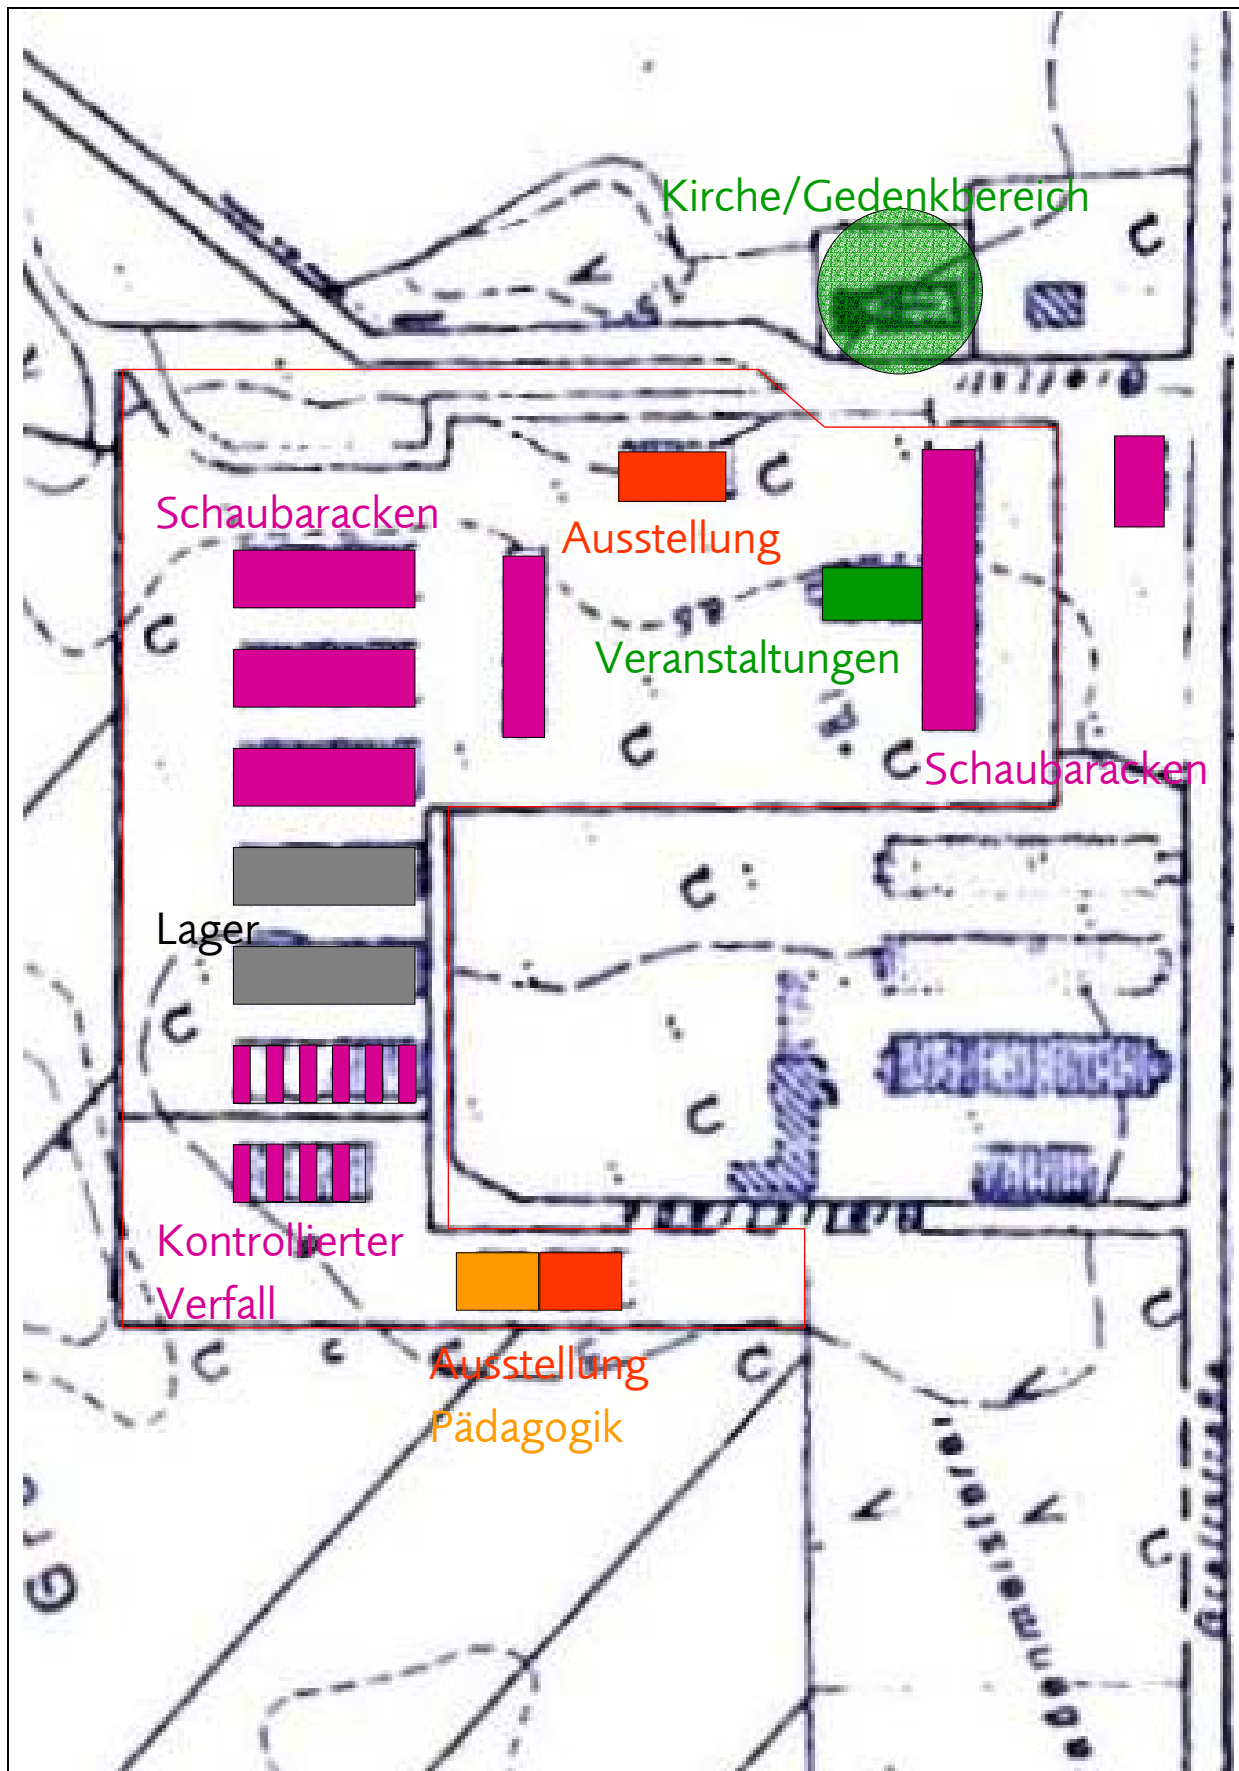 Kirche/Gedenkbereich
Schaubaracken
Ausstellung
Veranstaltungen
Schaubaracken
Lager
Kontrollierter
Verfall
Ausstellung
Pädagogik